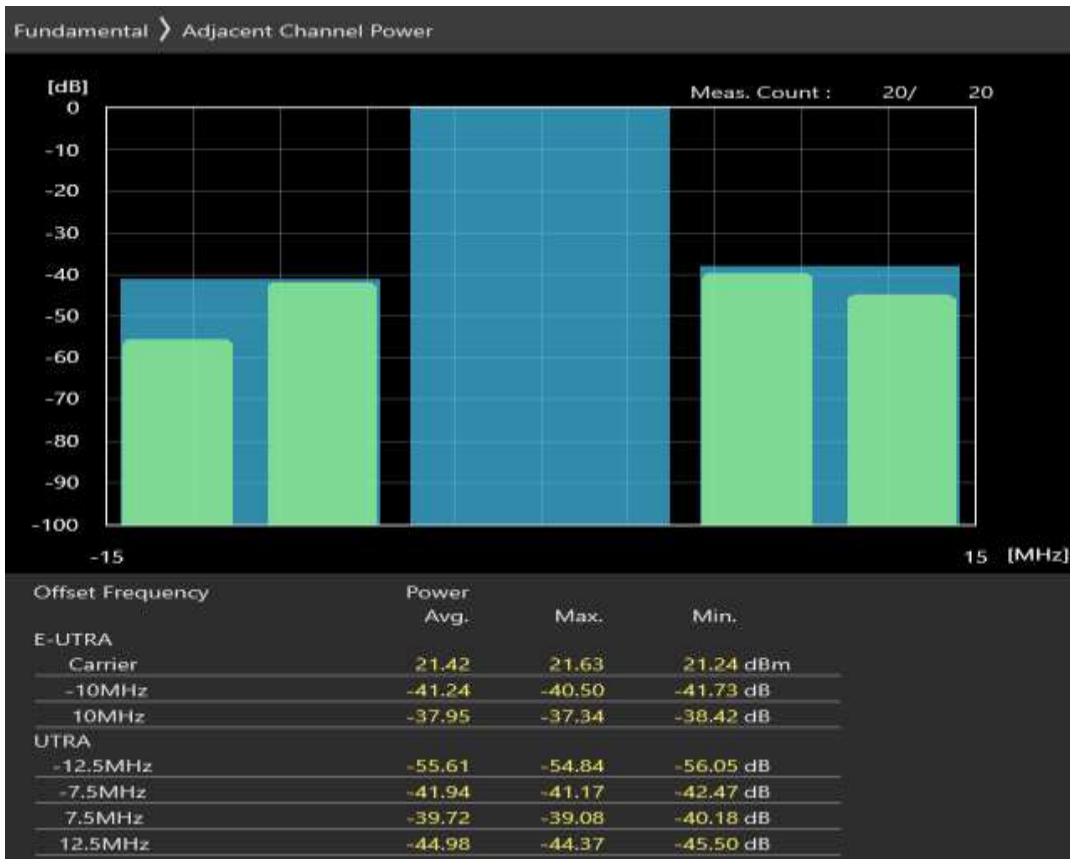 Fundamental ❭ Adjacent Channel Power
[dB]
Meas. Count : 20/ 20
0
-10
-20
-30
-40
-50
-60
-70
-80
-90
-100
-15 15 [MHz]
Offset Frequency Power
Avg. Max. Min.
E-UTRA
Carrier 21.42 21.63 21.24 dBm
-10MHz -41.24 -40.50 -41.73 dB
10MHz -37.95 -37.34 -38.42 dB
UTRA
-12.5MHz -55.61 -54.84 -56.05 dB
-7.5MHz -41.94 -41.17 -42.47 dB
7.5MHz -39.72 -39.08 -40.18 dB
12.5MHz -44.98 -44.37 -45.50 dB